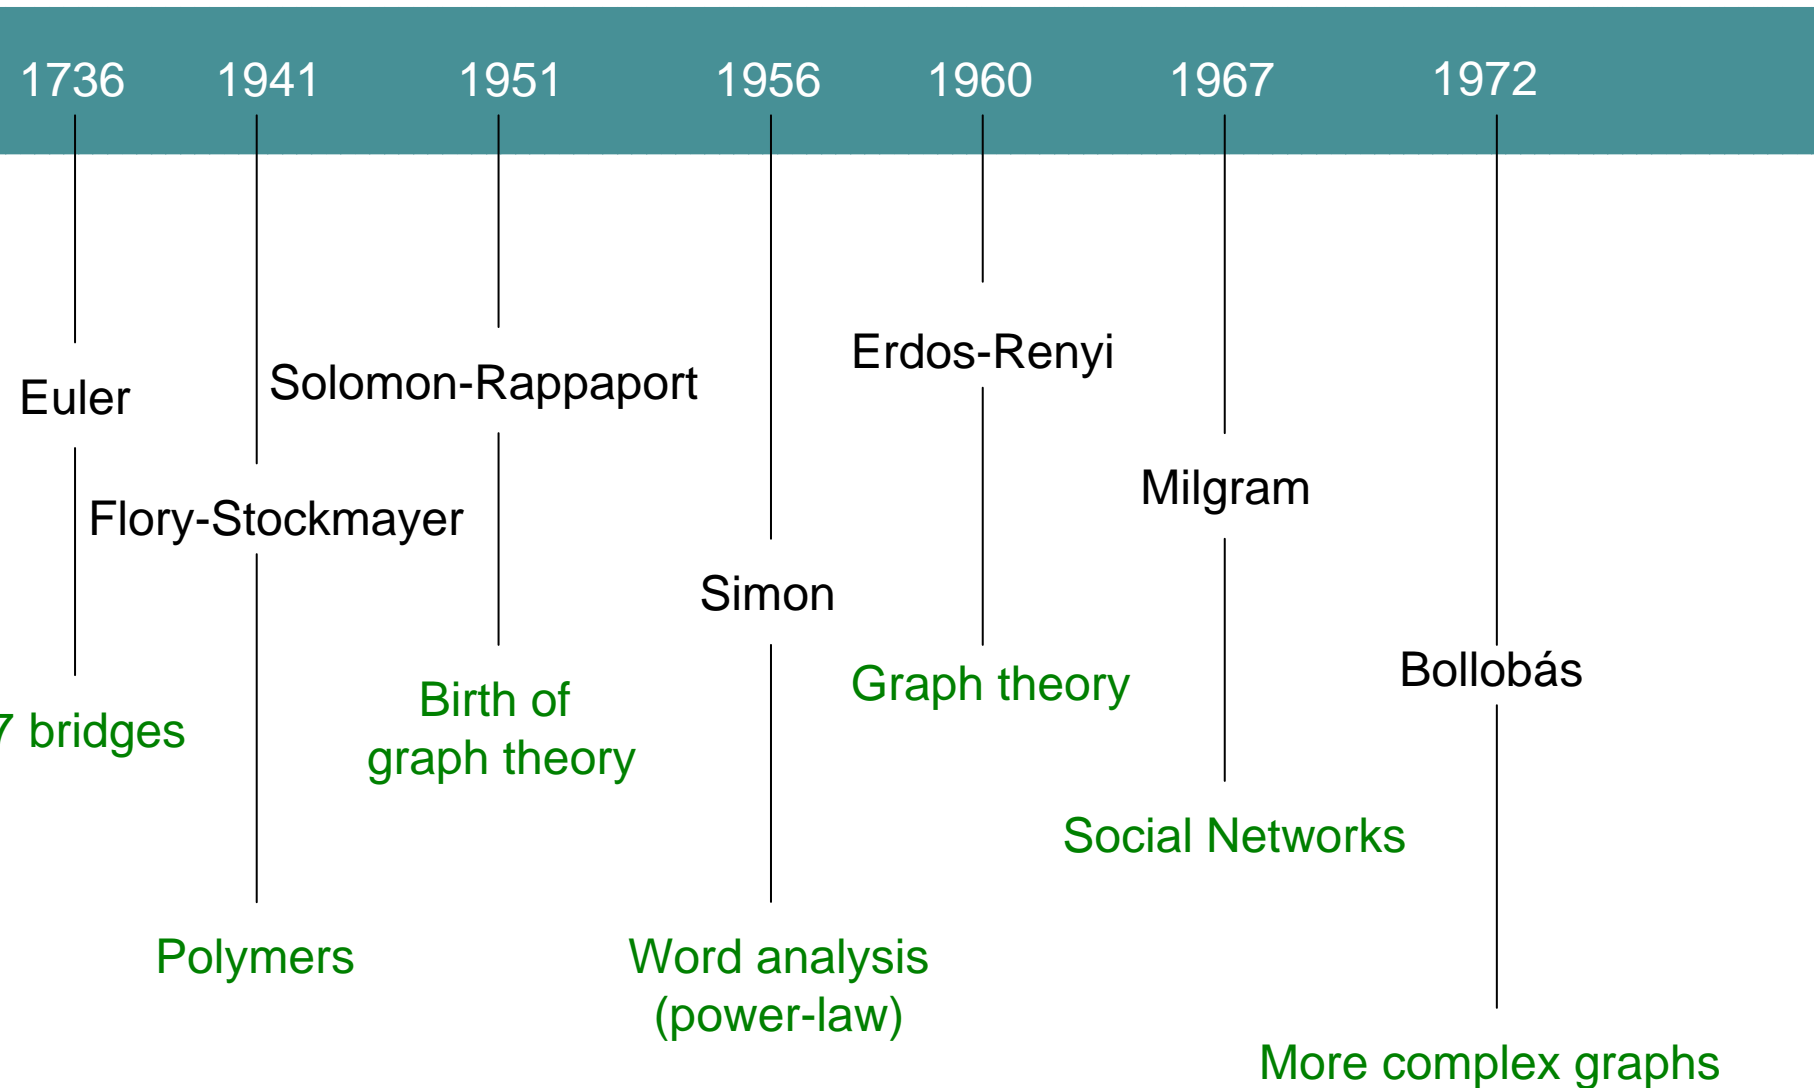 1736 1941 1951 1956 1960 1967 1972
Erdos-Renyi
Solomon-Rappaport
Euler
Milgram
Flory-Stockmayer
Simon
Bollobás
Graph theory
Birth of
graph theory
7 bridges
Social Networks
Polymers
Word analysis
(power-law)
More complex graphs